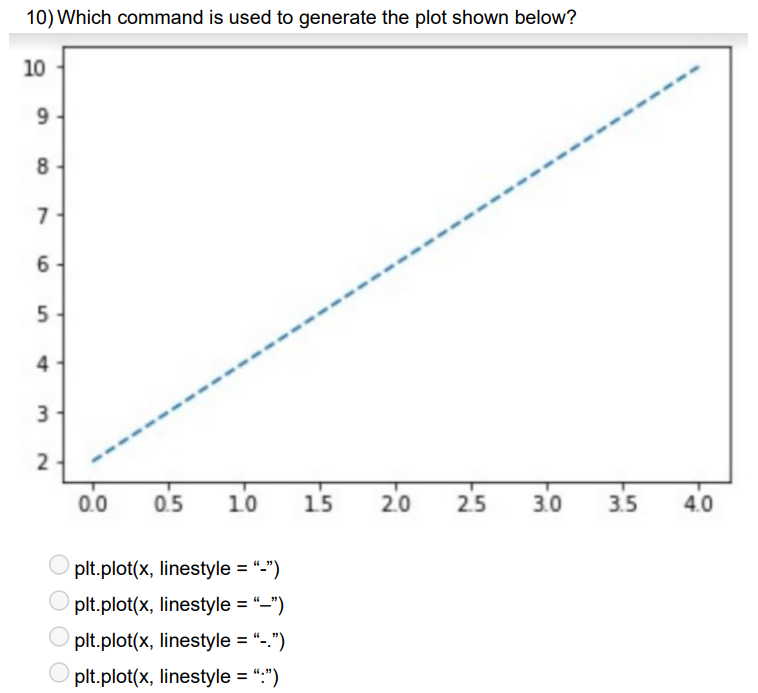 10) Which command is used to generate the plot shown below?
10
9
8
7
6
5
4
3
2
0.0 0.5 1.0 1.5 2.0 2.5 3.0 3.5 4.0
plt.plot(x, linestyle = “-”)
plt.plot(x, linestyle = “–”)
plt.plot(x, linestyle = “-.”)
plt.plot(x, linestyle = “:”)